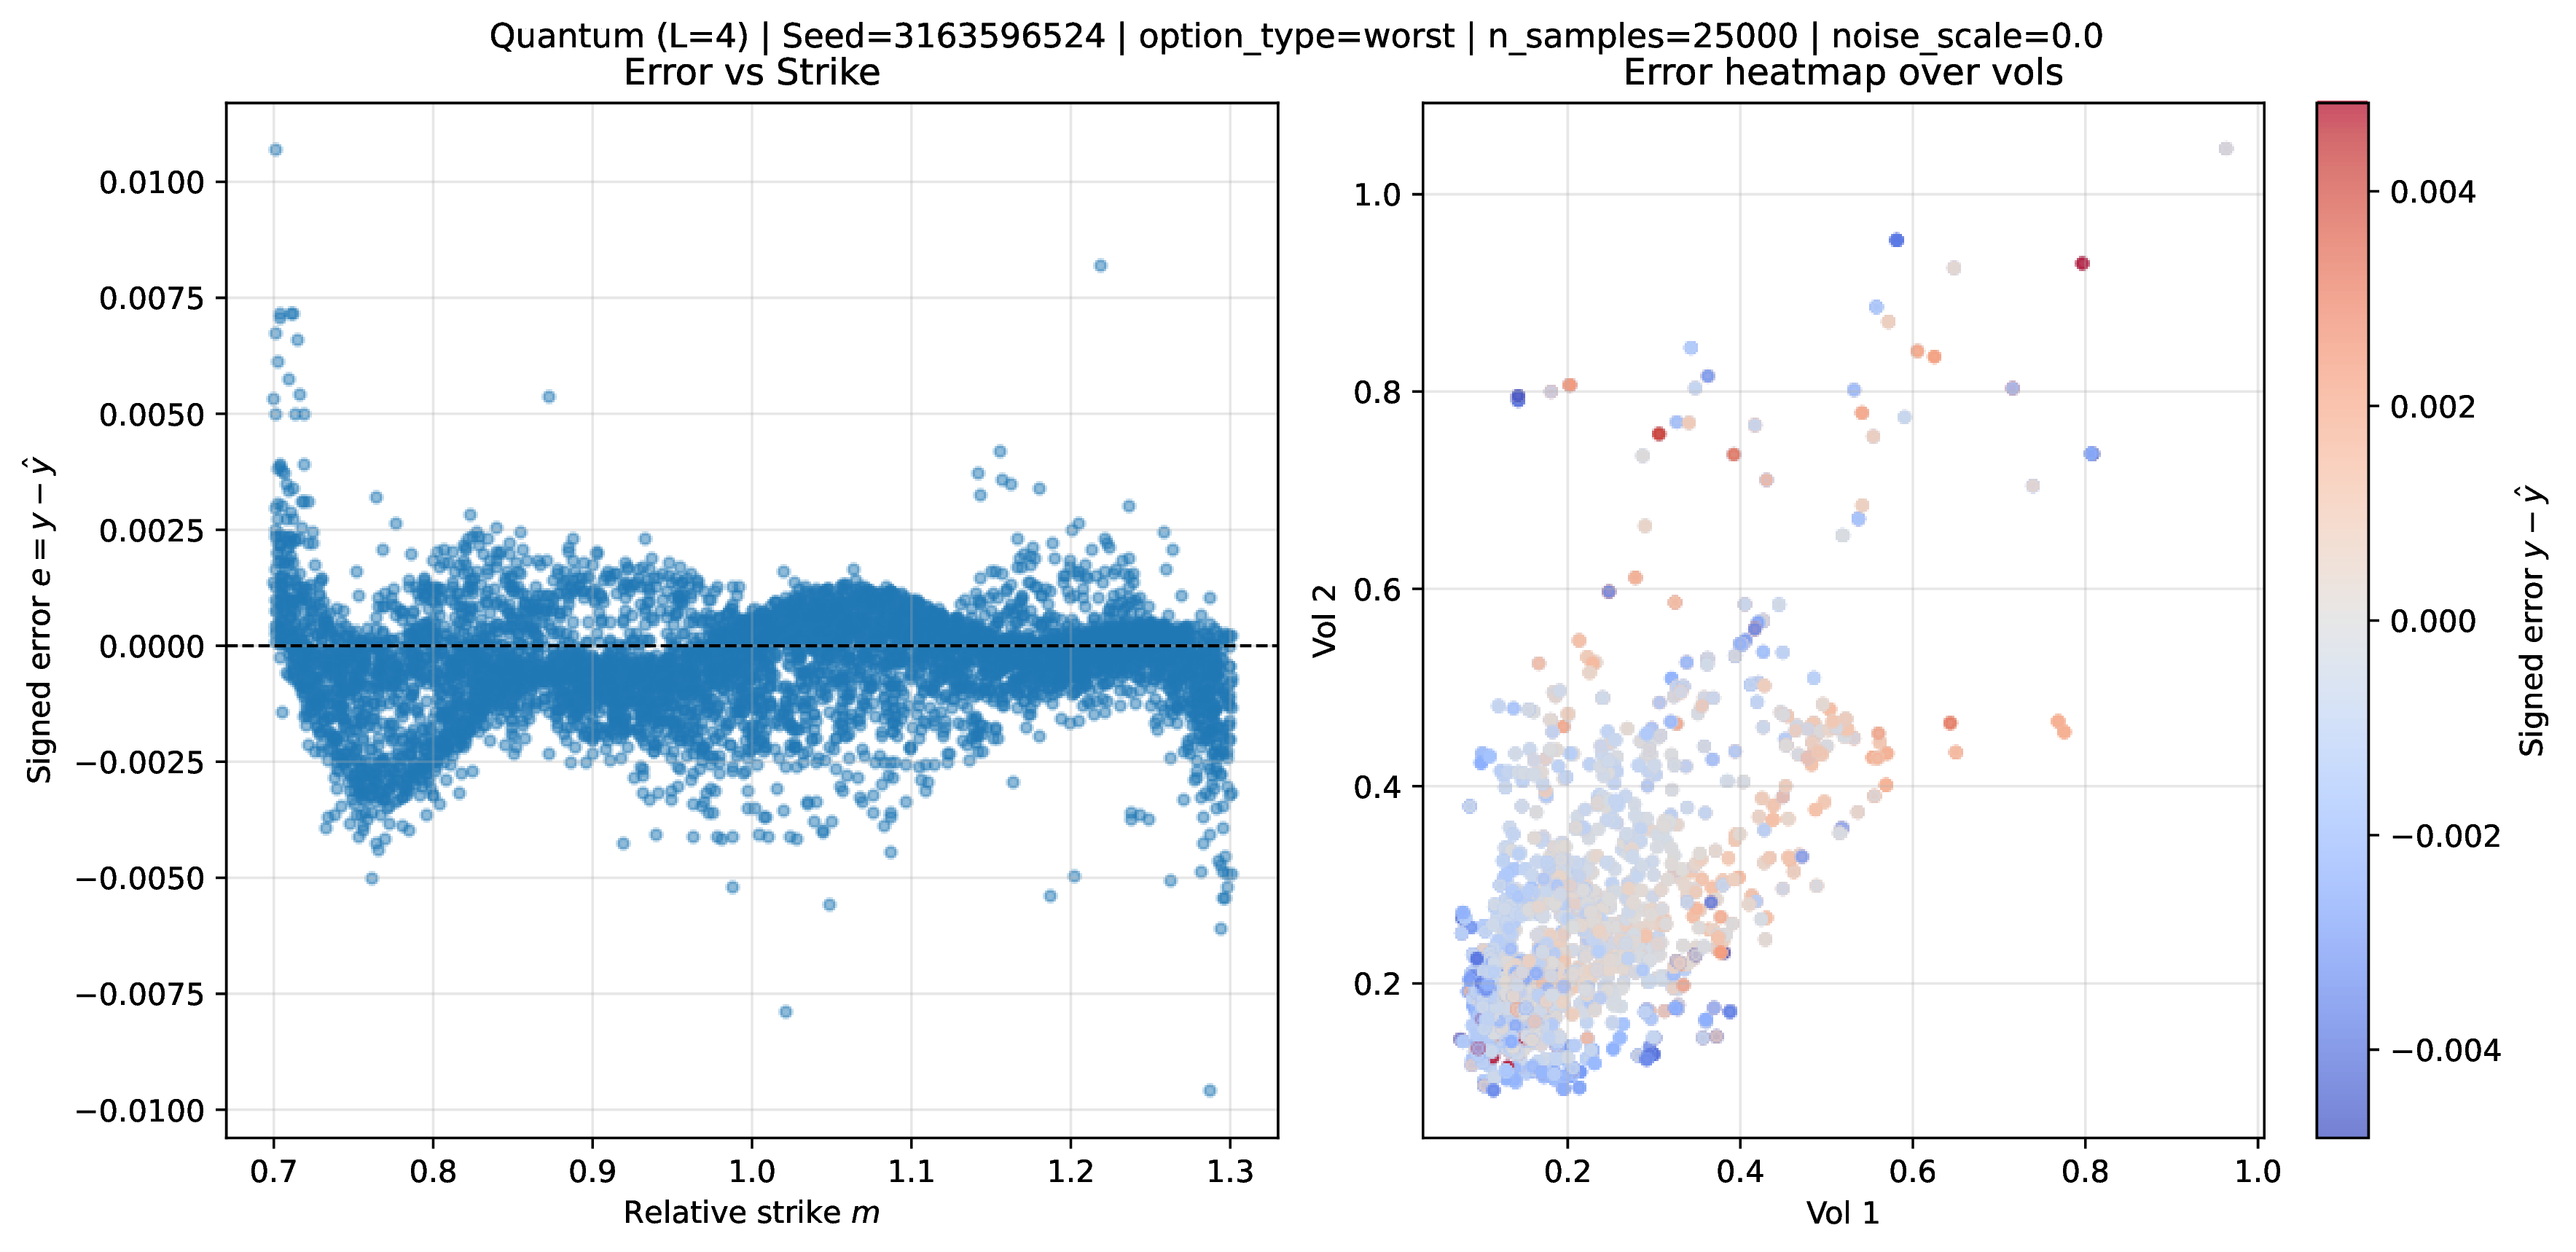 Quantum (L=4) | Seed=3163596524 | option_type=worst | n_samples=25000 | noise_scale=0.0
Error vs Strike
Signed error e = y − ŷ
0.0100
0.0075
0.0050
0.0025
0.0000
−0.0025
−0.0050
−0.0075
−0.0100
0.7 0.8 0.9 1.0 1.1 1.2 1.3
Relative strike m
Error heatmap over vols
Vol 2
1.0
0.8
0.6
0.4
0.2
0.2 0.4 0.6 0.8 1.0
Vol 1
0.004
0.002
0.000
−0.002
−0.004
Signed error y − ŷ